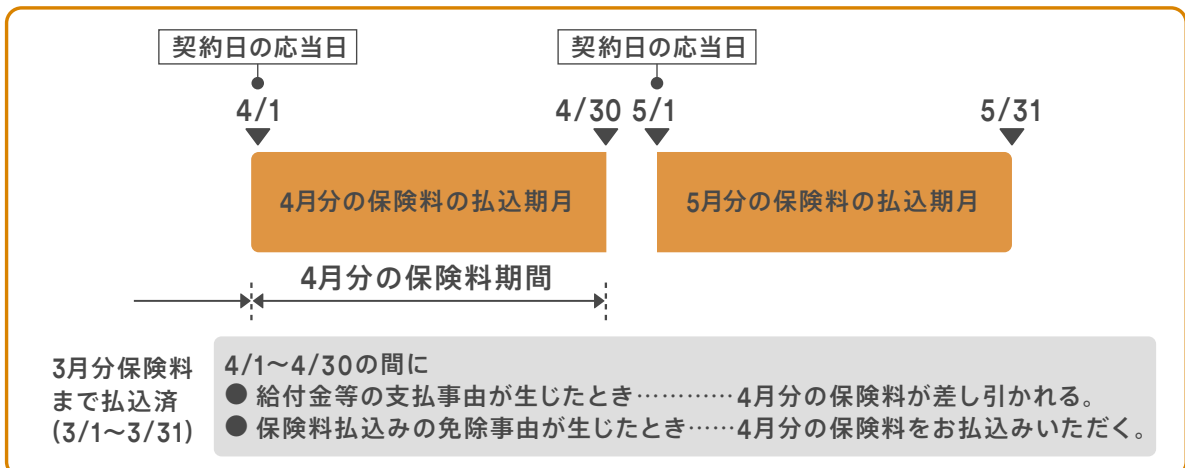 契約日の応当日
契約日の応当日
4/1
4/30
5/1
5/31
4月分の保険料の払込期月
5月分の保険料の払込期月
4月分の保険料期間
3月分保険料
まで払込済
(3/1〜3/31)
4/1〜4/30の間に
● 給付金等の支払事由が生じたとき…………4月分の保険料が差し引かれる。
● 保険料払込みの免除事由が生じたとき……4月分の保険料をお払込みいただく。